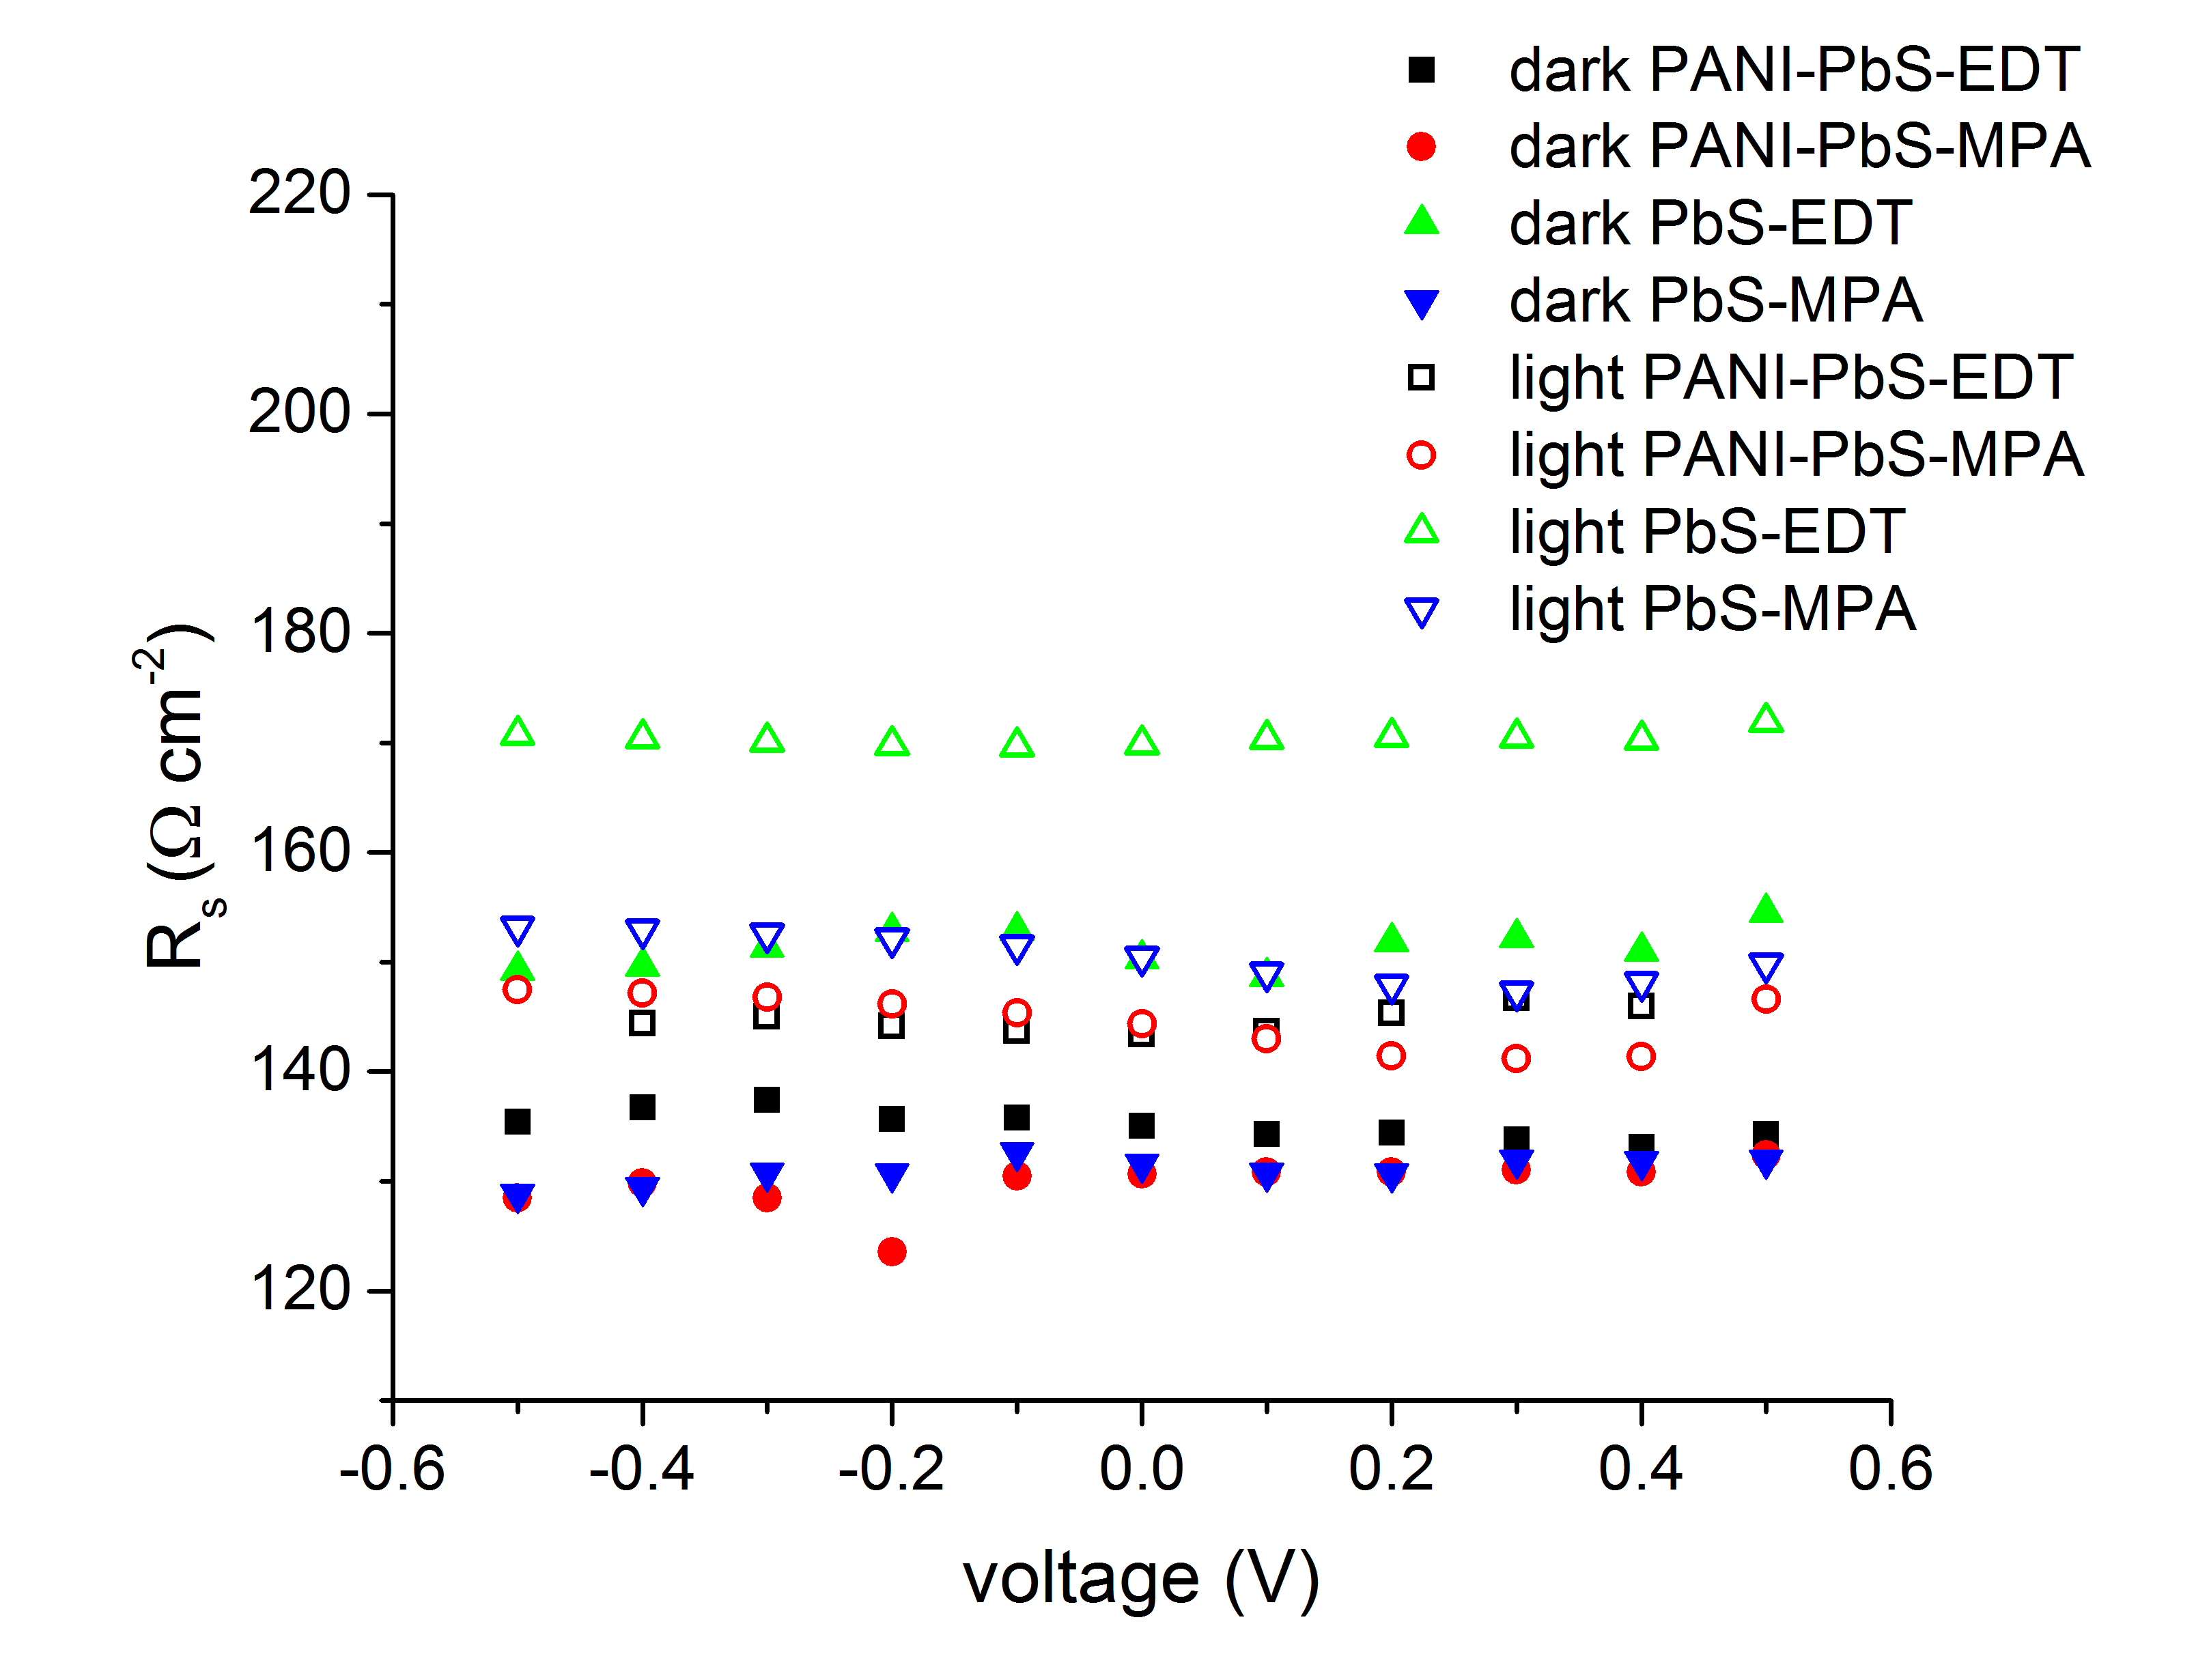 dark PANI-PbS-EDT
dark PANI-PbS-MPA
dark PbS-EDT
dark PbS-MPA
light PANI-PbS-EDT
light PANI-PbS-MPA
light PbS-EDT
light PbS-MPA
220
200
180
160
140
120
Rs (Ω cm-2)
-0.6
-0.4
-0.2
0.0
0.2
0.4
0.6
voltage (V)